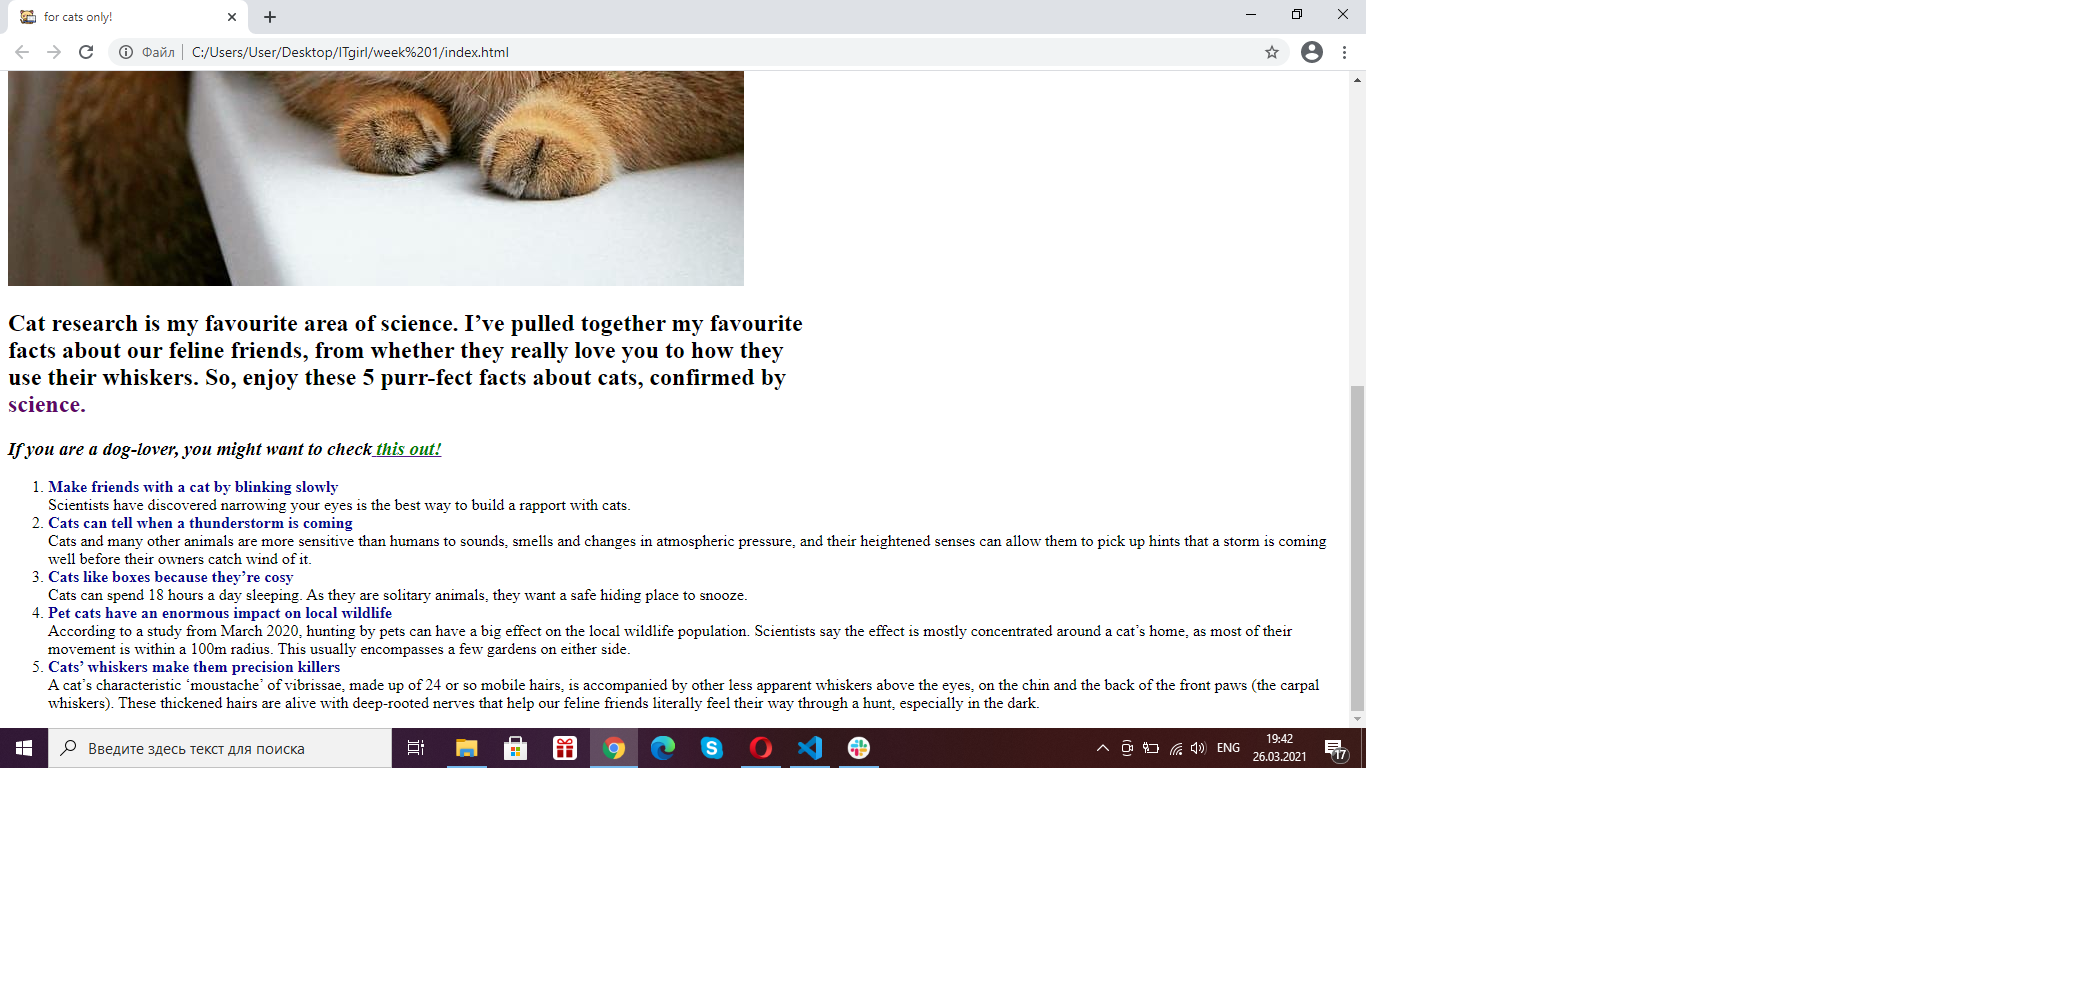 for cats only!
Файл C:/Users/User/Desktop/ITgirl/week%201/index.html
Cat research is my favourite area of science. I’ve pulled together my favourite
facts about our feline friends, from whether they really love you to how they
use their whiskers. So, enjoy these 5 purr-fect facts about cats, confirmed by
science.
If you are a dog-lover, you might want to check this out!
1. Make friends with a cat by blinking slowly
Scientists have discovered narrowing your eyes is the best way to build a rapport with cats.
2. Cats can tell when a thunderstorm is coming
Cats and many other animals are more sensitive than humans to sounds, smells and changes in atmospheric pressure, and their heightened senses can allow them to pick up hints that a storm is coming
well before their owners catch wind of it.
3. Cats like boxes because they’re cosy
Cats can spend 18 hours a day sleeping. As they are solitary animals, they want a safe hiding place to snooze.
4. Pet cats have an enormous impact on local wildlife
According to a study from March 2020, hunting by pets can have a big effect on the local wildlife population. Scientists say the effect is mostly concentrated around a cat’s home, as most of their
movement is within a 100m radius. This usually encompasses a few gardens on either side.
5. Cats’ whiskers make them precision killers
A cat’s characteristic ‘moustache’ of vibrissae, made up of 24 or so mobile hairs, is accompanied by other less apparent whiskers above the eyes, on the chin and the back of the front paws (the carpal
whiskers). These thickened hairs are alive with deep-rooted nerves that help our feline friends literally feel their way through a hunt, especially in the dark.
Введите здесь текст для поиска
ENG
19:42
26.03.2021
17